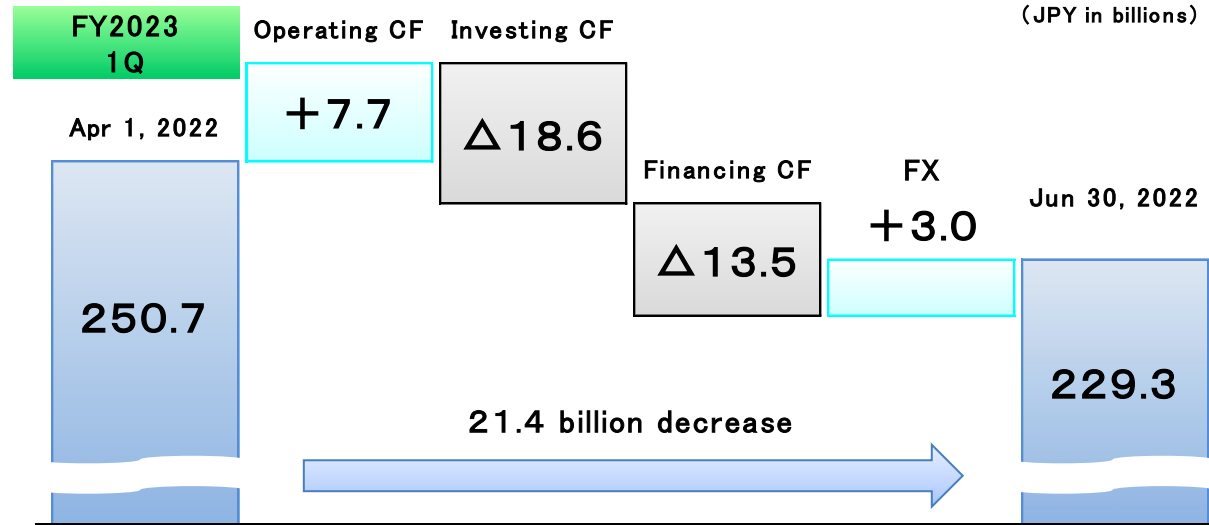 FY2023
1Q
Operating CF
Investing CF
（JPY in billions）
＋7.7
△18.6
Apr 1, 2022
Financing CF
FX
＋3.0
Jun 30, 2022
△13.5
250.7
229.3
21.4 billion decrease